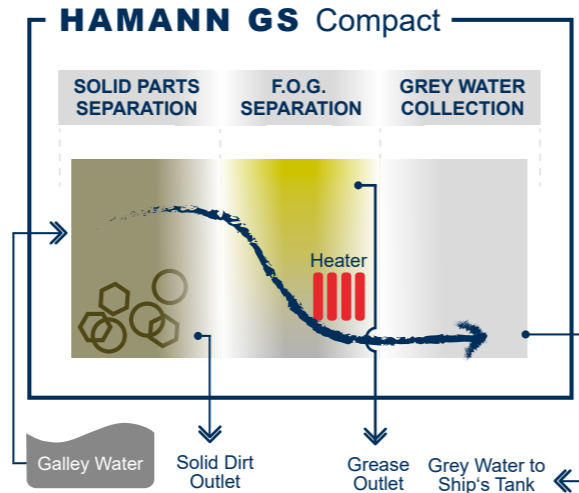 HAMANN GS Compact
SOLID PARTS
SEPARATION
F.O.G.
SEPARATION
GREY WATER
COLLECTION
Heater
Galley Water
Solid Dirt
Outlet
Grease
Outlet
Grey Water to
Ship‘s Tank